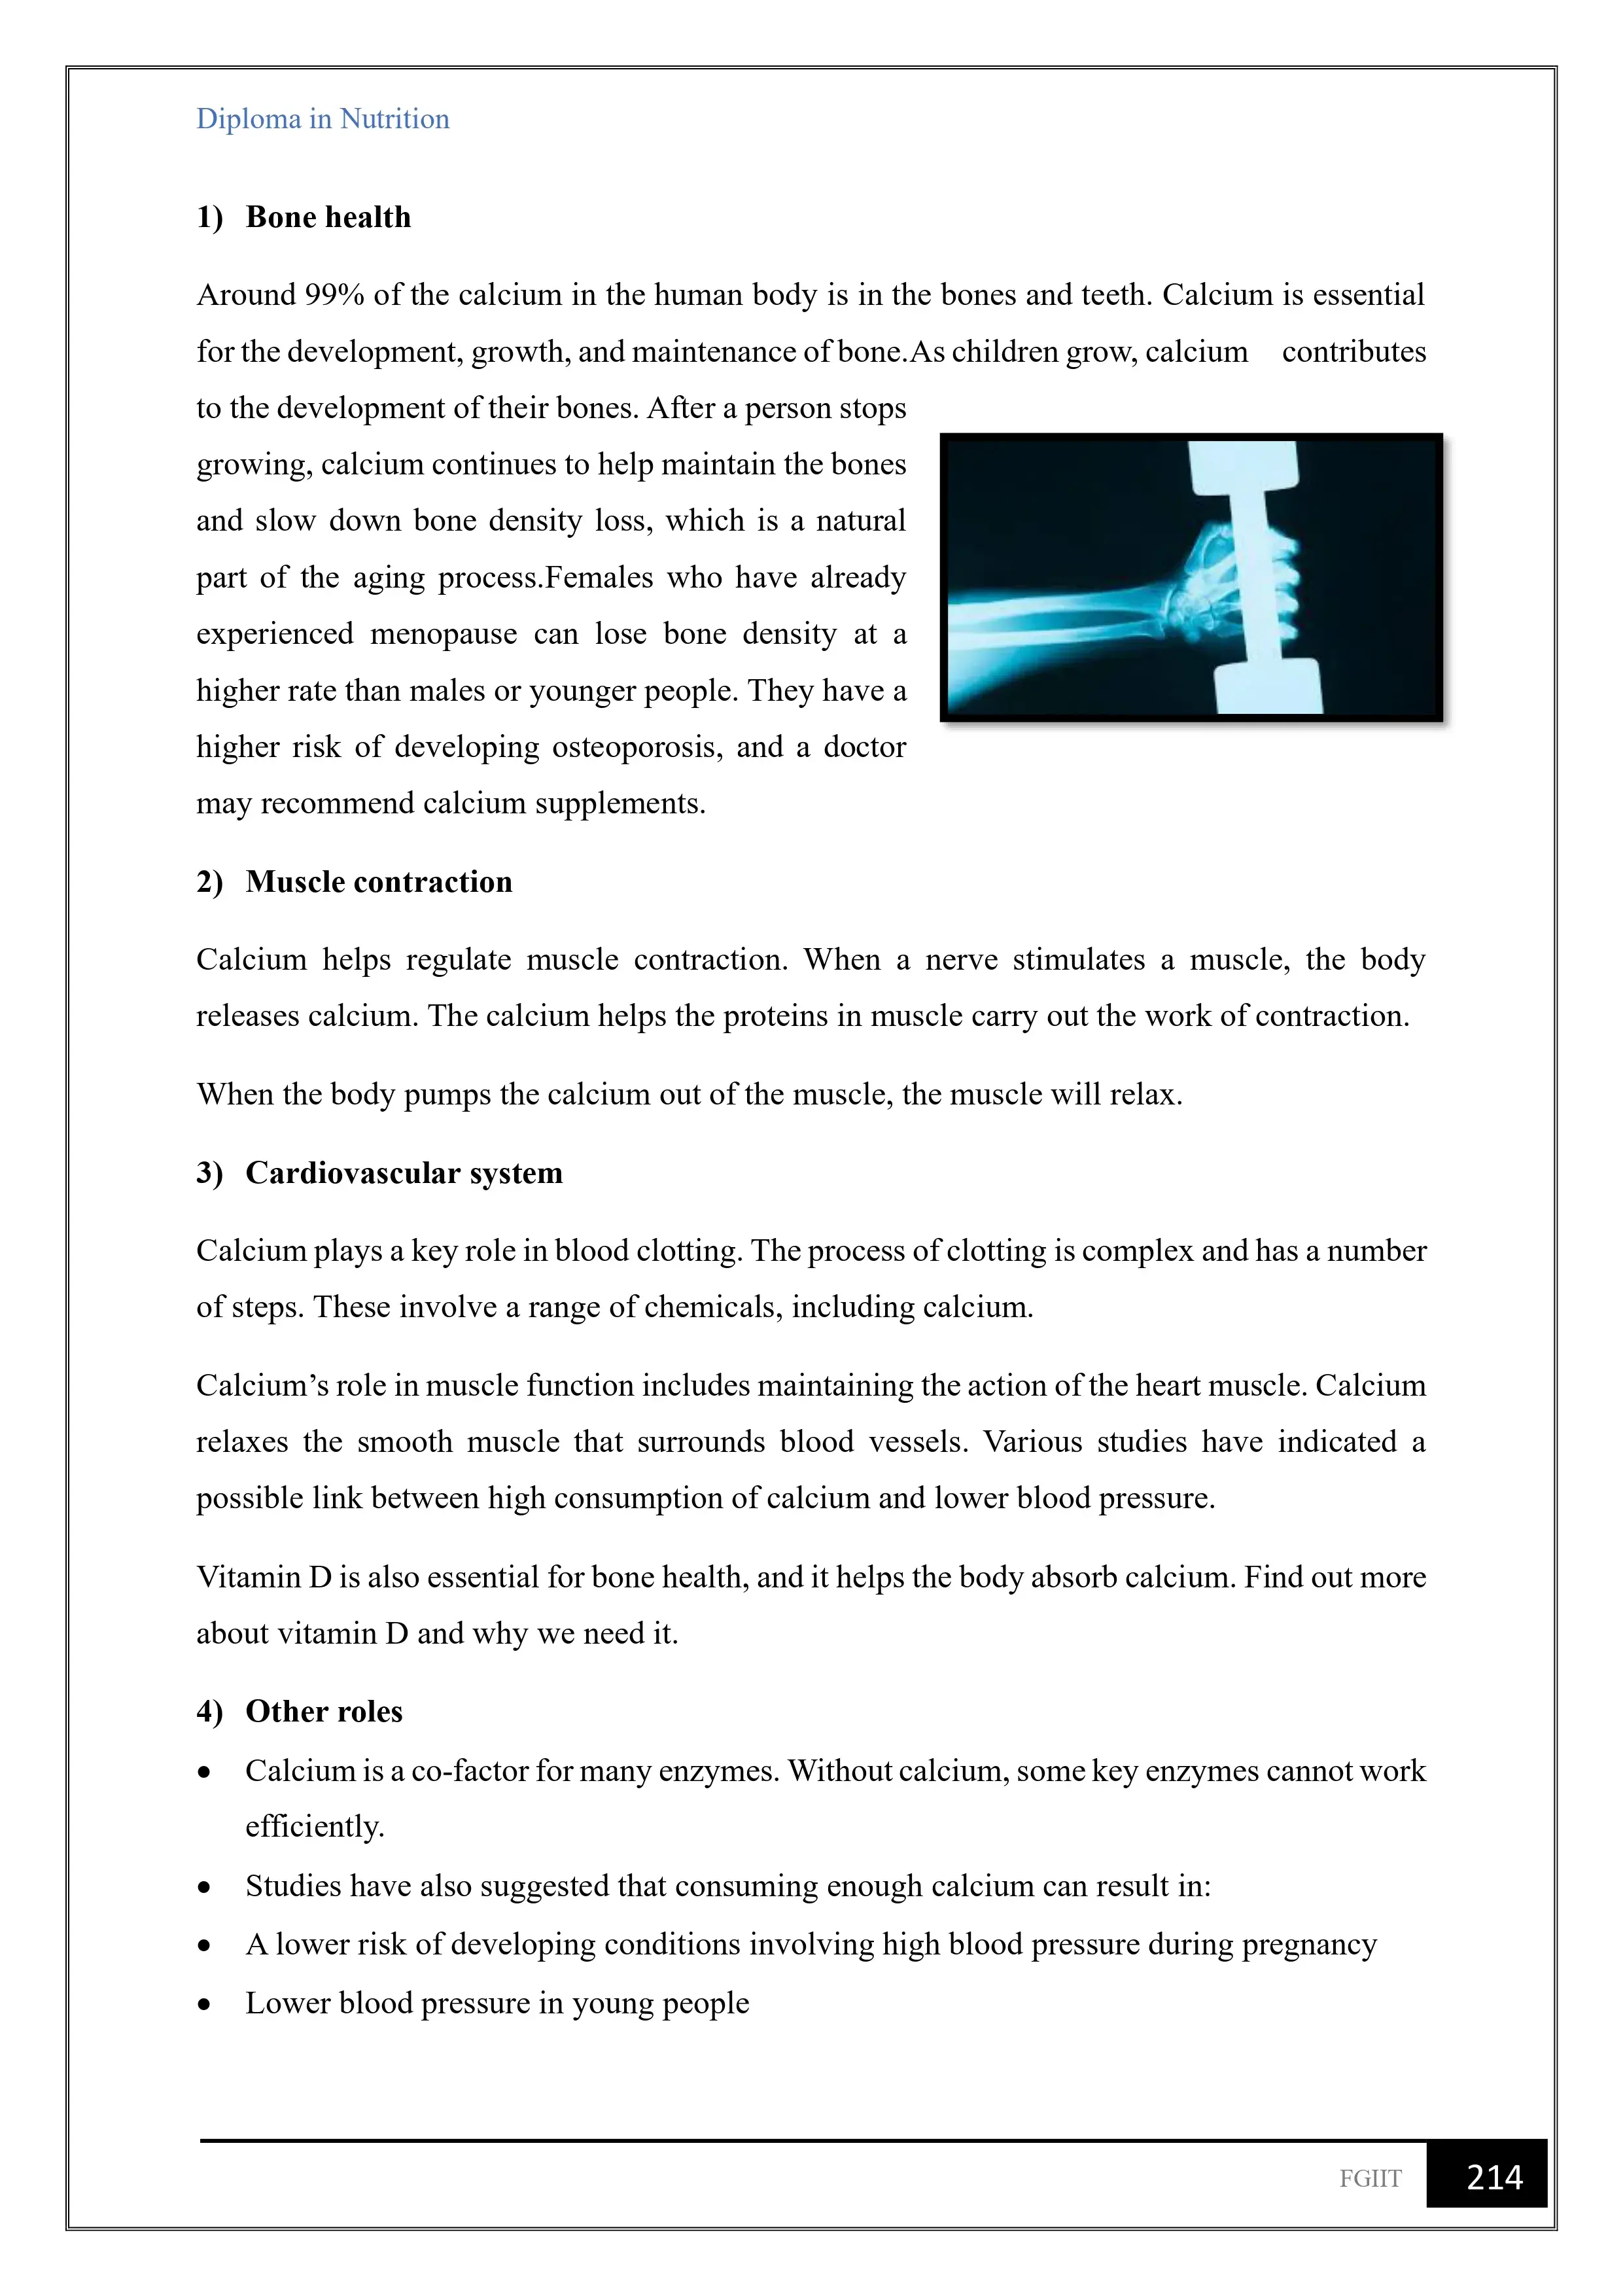 Diploma in Nutrition
1) Bone health
Around 99% of the calcium in the human body is in the bones and teeth. Calcium is essential
for the development, growth, and maintenance of bone.As children grow, calcium contributes
to the development of their bones. After a person stops
growing, calcium continues to help maintain the bones
and slow down bone density loss, which is a natural
part of the aging process.Females who have already
experienced menopause can lose bone density at a
higher rate than males or younger people. They have a
higher risk of developing osteoporosis, and a doctor
may recommend calcium supplements.
2) Muscle contraction
Calcium helps regulate muscle contraction. When a nerve stimulates a muscle, the body
releases calcium. The calcium helps the proteins in muscle carry out the work of contraction.
When the body pumps the calcium out of the muscle, the muscle will relax.
3) Cardiovascular system
Calcium plays a key role in blood clotting. The process of clotting is complex and has a number
of steps. These involve a range of chemicals, including calcium.
Calcium’s role in muscle function includes maintaining the action of the heart muscle. Calcium
relaxes the smooth muscle that surrounds blood vessels. Various studies have indicated a
possible link between high consumption of calcium and lower blood pressure.
Vitamin D is also essential for bone health, and it helps the body absorb calcium. Find out more
about vitamin D and why we need it.
4) Other roles
• Calcium is a co-factor for many enzymes. Without calcium, some key enzymes cannot work
efficiently.
• Studies have also suggested that consuming enough calcium can result in:
• A lower risk of developing conditions involving high blood pressure during pregnancy
• Lower blood pressure in young people
FGIIT 214